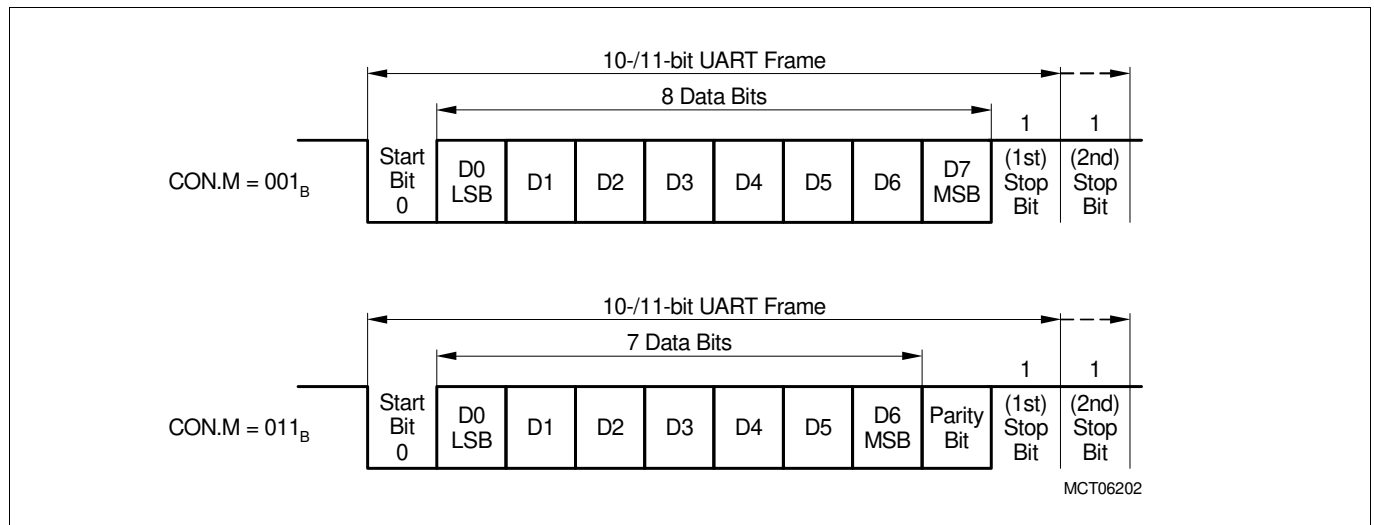 10-/11-bit UART Frame
8 Data Bits
1 1
CON.M = 001B
Start Bit 0
D0 LSB
D1
D2
D3
D4
D5
D6
D7 MSB
(1st) Stop Bit
(2nd) Stop Bit
10-/11-bit UART Frame
7 Data Bits
1 1
CON.M = 011B
Start Bit 0
D0 LSB
D1
D2
D3
D4
D5
D6 MSB
Parity Bit
(1st) Stop Bit
(2nd) Stop Bit
MCT06202